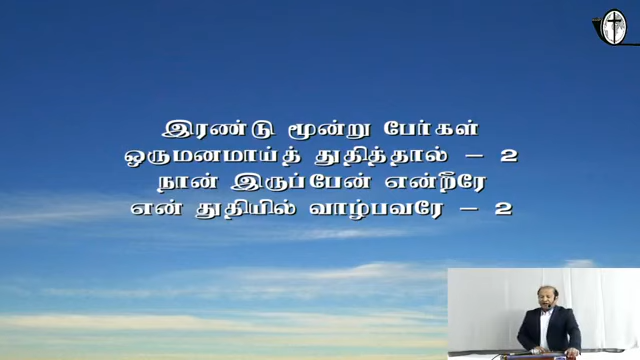 இரண்டு மூன்று பேர்கள்
ஒருமனமாய்த் துதித்தால் – 2
நான் இருப்பேன் என்றீரே
என் துதியில் வாழ்பவரே – 2